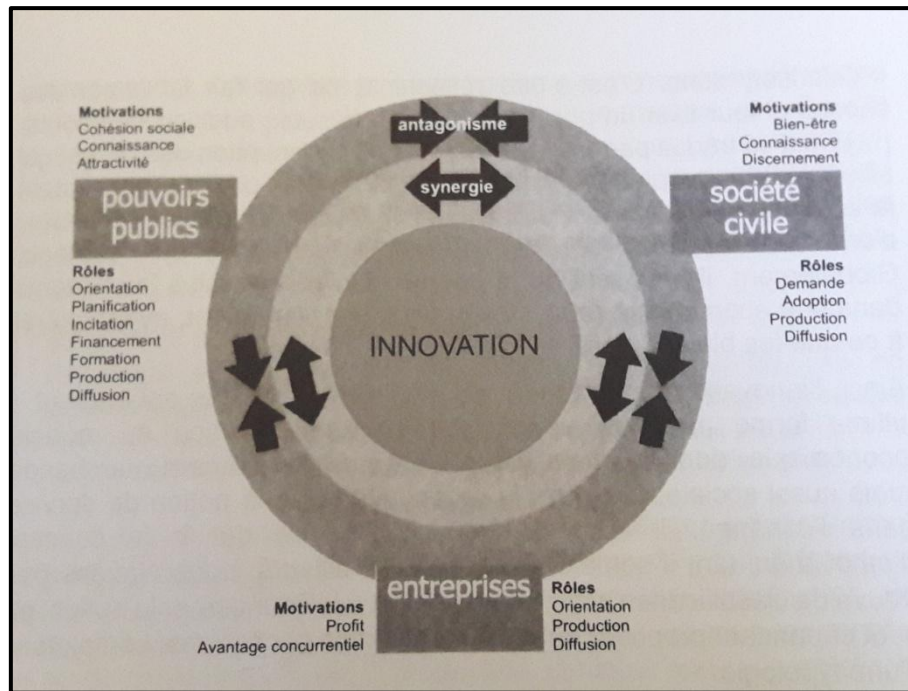 Motivations
Cohésion sociale
Connaissance
Attractivité
pouvoirs
publics
Rôles
Orientation
Planification
Incitation
Financement
Formation
Production
Diffusion
antagonisme
synergie
INNOVATION
Motivations
Bien-être
Connaissance
Discernement
société
civile
Rôles
Demande
Adoption
Production
Diffusion
entreprises
Motivations
Profit
Avantage concurrentiel
Rôles
Orientation
Production
Diffusion